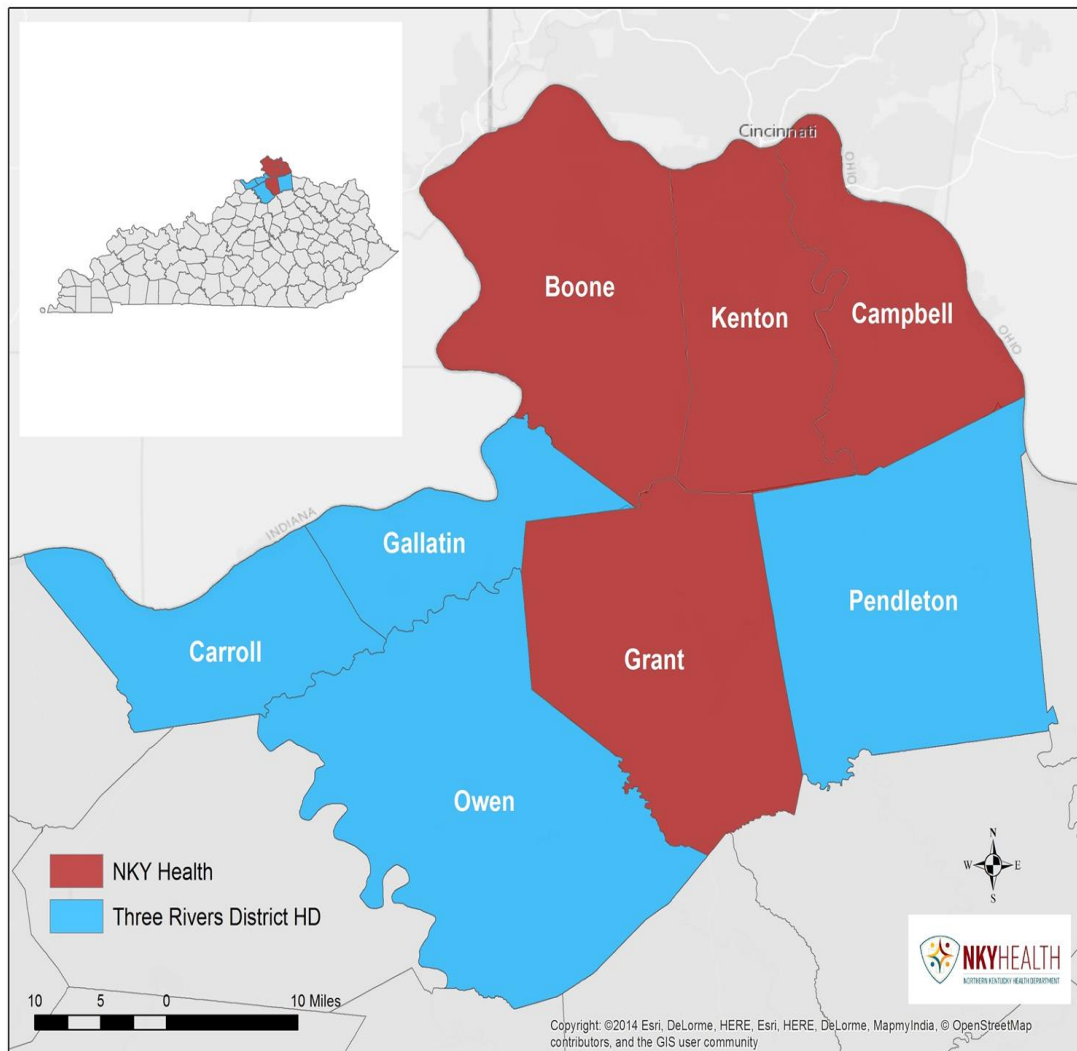 Cincinnati
OHIO
Boone
Kenton
Campbell
OHIO
INDIANA
Gallatin
Carroll
Pendleton
Grant
Owen
NKY Health
Three Rivers District HD
N
W E
S
NKYHEALTH
NORTHERN KENTUCKY HEALTH DEPARTMENT
10 5 0 10 Miles
Copyright: ©2014 Esri, DeLorme, HERE, Esri, HERE, DeLorme, MapmyIndia, © OpenStreetMap
contributors, and the GIS user community